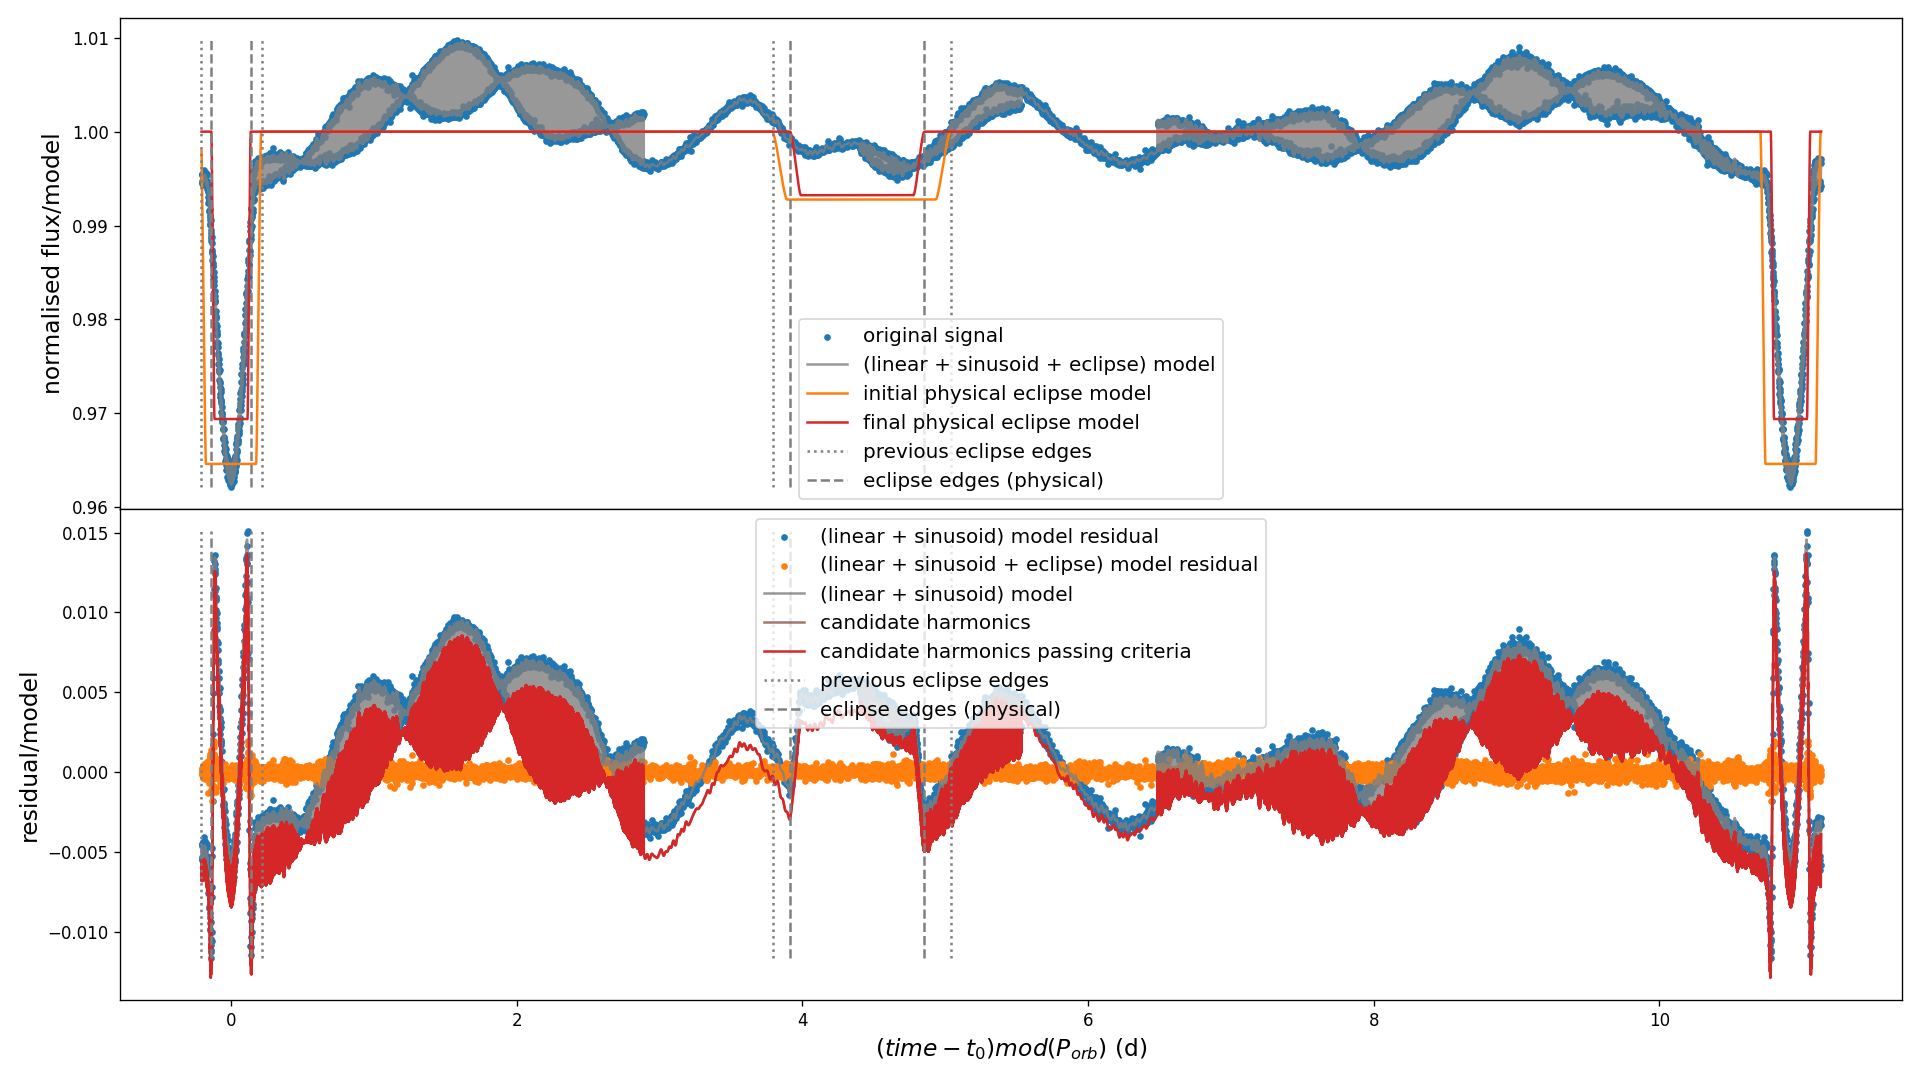 normalised flux/model
1.01
1.00
0.99
0.98
0.97
0.96
original signal
(linear + sinusoid + eclipse) model
initial physical eclipse model
final physical eclipse model
previous eclipse edges
eclipse edges (physical)
residual/model
0.015
0.010
0.005
0.000
−0.005
−0.010
(linear + sinusoid) model residual
(linear + sinusoid + eclipse) model residual
(linear + sinusoid) model
candidate harmonics
candidate harmonics passing criteria
previous eclipse edges
eclipse edges (physical)
0 2 4 6 8 10
(time − t₀)mod(Pₒᵣb) (d)